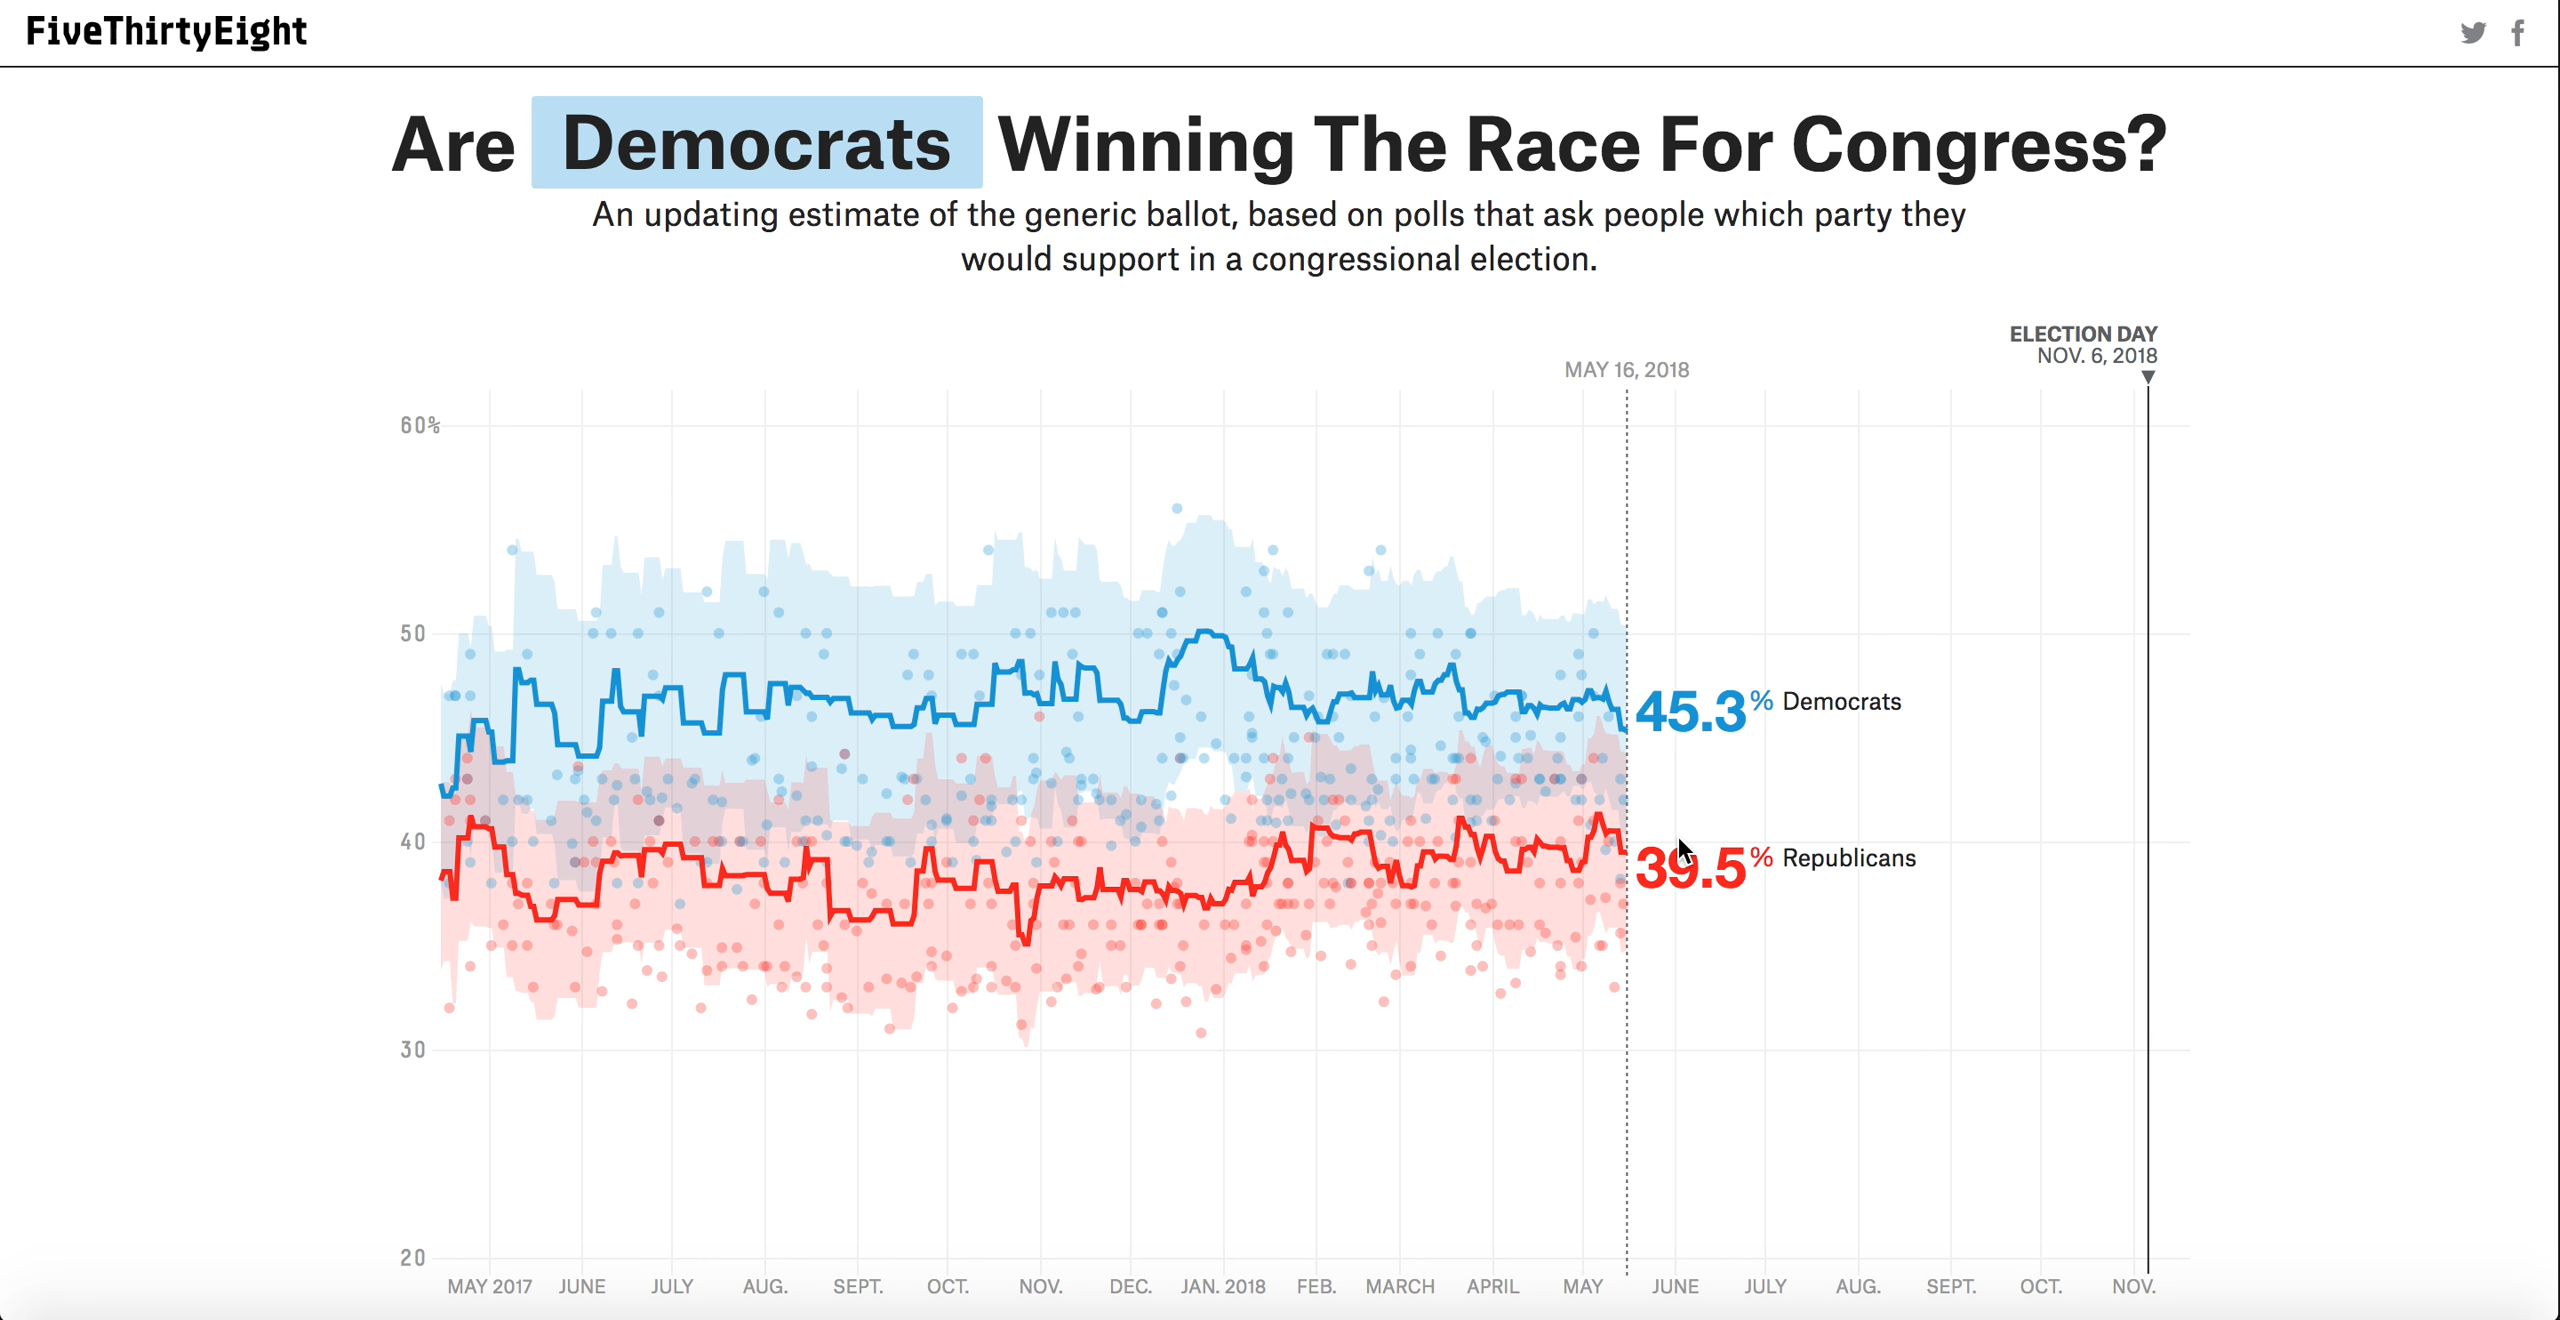 FiveThirtyEight
Are Democrats Winning The Race For Congress?
An updating estimate of the generic ballot, based on polls that ask people which party they
would support in a congressional election.
ELECTION DAY
NOV. 6, 2018
MAY 16, 2018
60%
50
40
30
20
45.3% Democrats
39.5% Republicans
MAY 2017 JUNE JULY AUG. SEPT. OCT. NOV. DEC. JAN. 2018 FEB. MARCH APRIL MAY JUNE JULY AUG. SEPT. OCT. NOV.